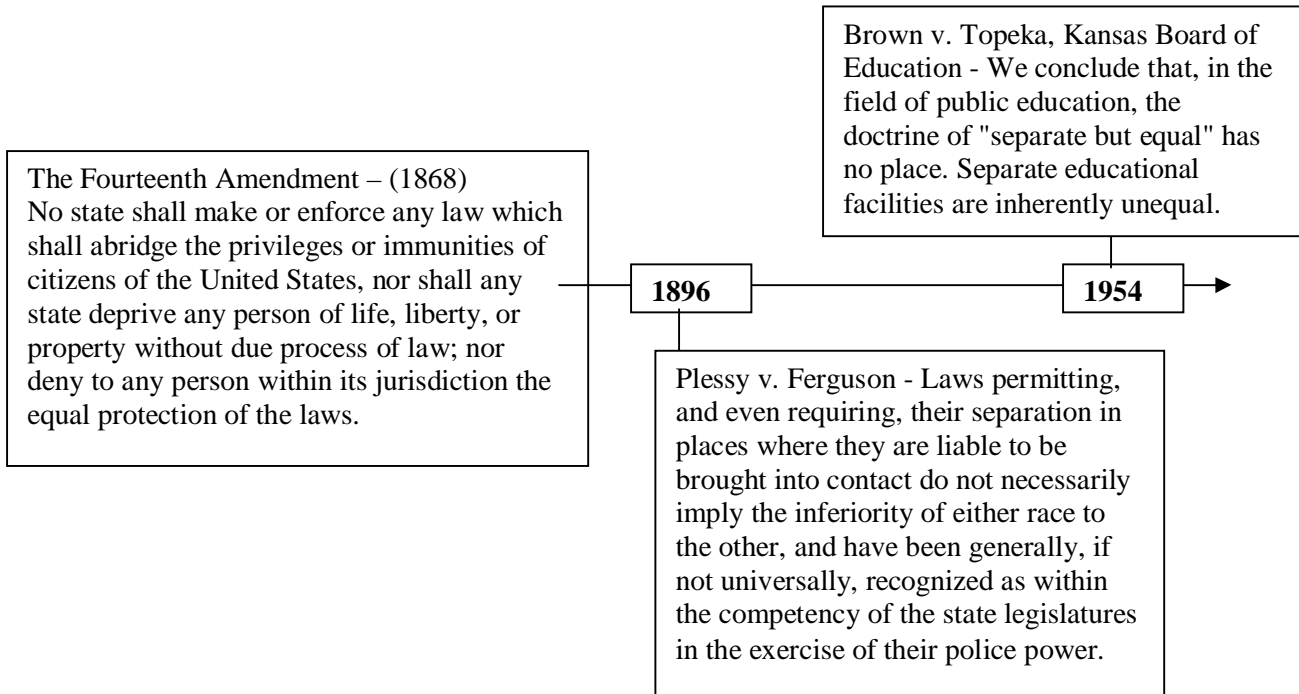 The Fourteenth Amendment – (1868)
No state shall make or enforce any law which
shall abridge the privileges or immunities of
citizens of the United States, nor shall any
state deprive any person of life, liberty, or
property without due process of law; nor
deny to any person within its jurisdiction the
equal protection of the laws.
1896
Plessy v. Ferguson - Laws permitting,
and even requiring, their separation in
places where they are liable to be
brought into contact do not necessarily
imply the inferiority of either race to
the other, and have been generally, if
not universally, recognized as within
the competency of the state legislatures
in the exercise of their police power.
1954
Brown v. Topeka, Kansas Board of
Education - We conclude that, in the
field of public education, the
doctrine of "separate but equal" has
no place. Separate educational
facilities are inherently unequal.